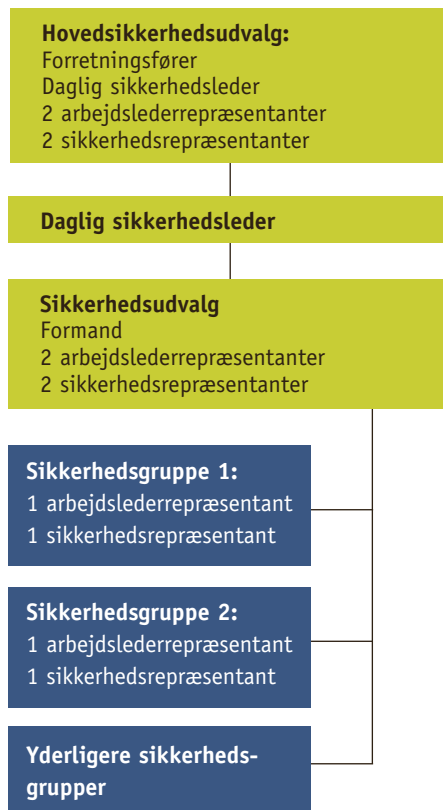 Hovedsikkerhedsudvalg:
Forretningsfører
Daglig sikkerhedsleder
2 arbejdslederrepræsentanter
2 sikkerhedsrepræsentanter
Daglig sikkerhedsleder
Sikkerhedsudvalg
Formand
2 arbejdslederrepræsentanter
2 sikkerhedsrepræsentanter
Sikkerhedsgruppe 1:
1 arbejdslederrepræsentant
1 sikkerhedsrepræsentant
Sikkerhedsgruppe 2:
1 arbejdslederrepræsentant
1 sikkerhedsrepræsentant
Yderligere sikkerheds-
grupper